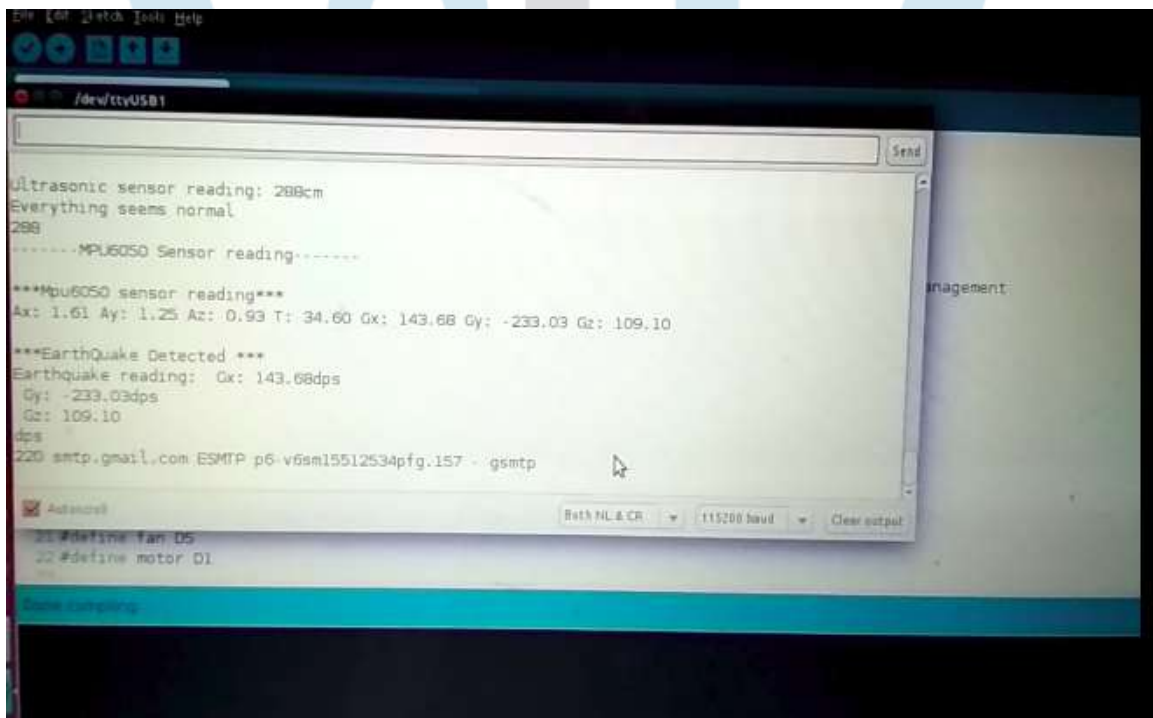 File Edit Sketch Tools Help
/dev/ttyUSB1
Send
Ultrasonic sensor reading: 288cm
Everything seems normal
288
-------MPU6050 Sensor reading-------
***Mpu6050 sensor reading***
Ax: 1.61 Ay: 1.25 Az: 0.93 T: 34.60 Gx: 143.68 Gy: -233.03 Gz: 109.10
***EarthQuake Detected ***
Earthquake reading:  Gx: 143.68dps
Gy: -233.03dps
Gz: 109.10
dps
220 smtp.gmail.com ESMTP p6-v6sm15512534pfg.157 - gsmtp
Autoscroll
Both NL & CR
115200 baud
Clear output
nagement
21 #define fan D5
22 #define motor D1
Done compiling.